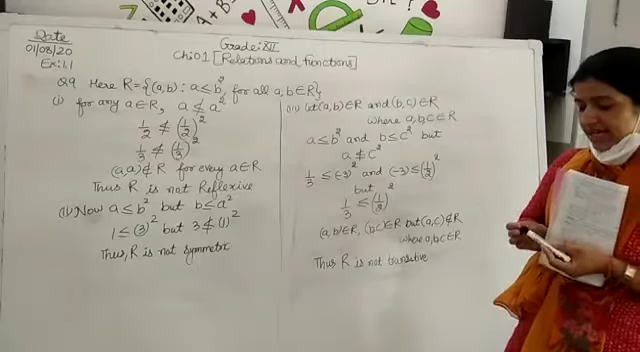 A+B=
Date
01/08/20
Ex:1.1
Grade:XII
Ch:01 [Relations and functions]
Q9 Here R={(a,b): a≤b², for all a,b∈R}
(i) for any a∈R, a≰a²
1/2 ≰ (1/2)²
1/3 ≰ (1/3)²
(a,a)∉R for every a∈R
Thus R is not Reflexive
(ii) Now a≤b² but b≤a²
1≤(3)² but 3≰(1)²
Thus, R is not symmetric
(iii) Let (a,b)∈R and (b,c)∈R
where a,b,c∈R
a≤b² and b≤c² but
a≰c²
1/3 ≤(-3)² and (-3)≤(1/2)²
but
1/3 ≤(1/2)²
(a,b)∈R, (b,c)∈R but (a,c)∉R
where a,b,c∈R
Thus R is not transitive